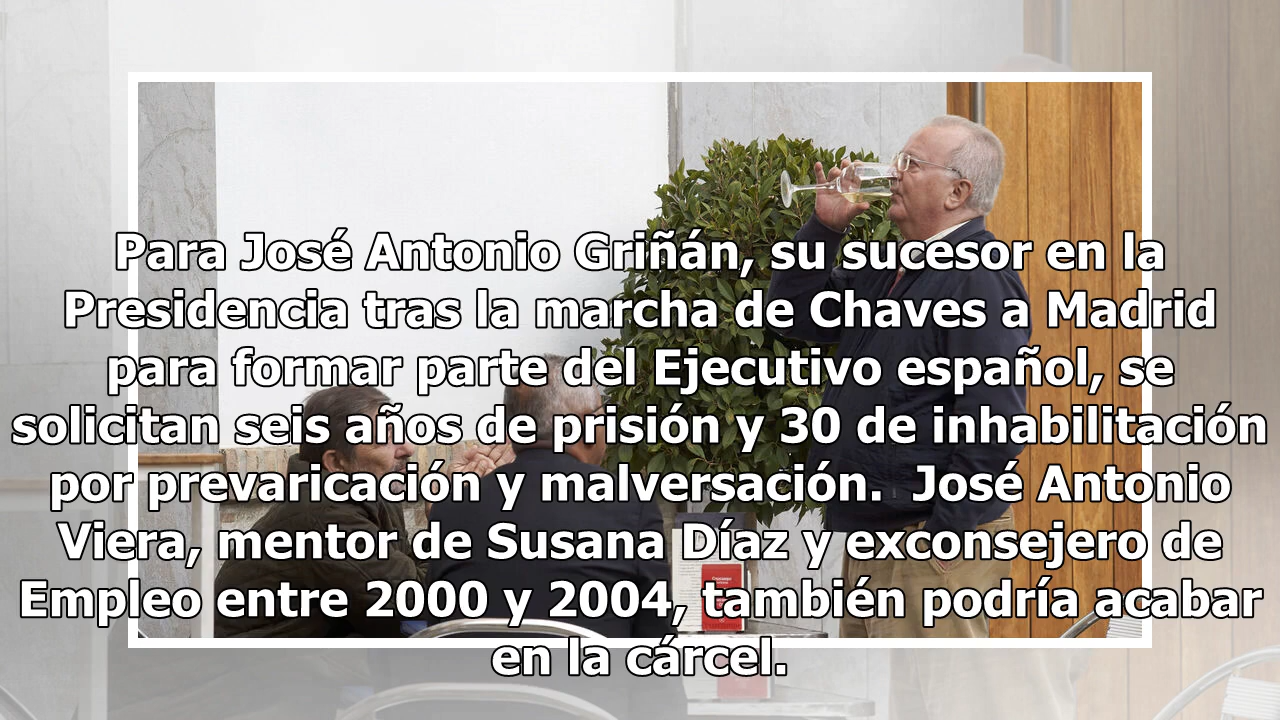 Para José Antonio Griñán, su sucesor en la
Presidencia tras la marcha de Chaves a Madrid
para formar parte del Ejecutivo español, se
solicitan seis años de prisión y 30 de inhabilitación
por prevaricación y malversación.  José Antonio
Viera, mentor de Susana Díaz y exconsejero de
Empleo entre 2000 y 2004, también podría acabar
en la cárcel.